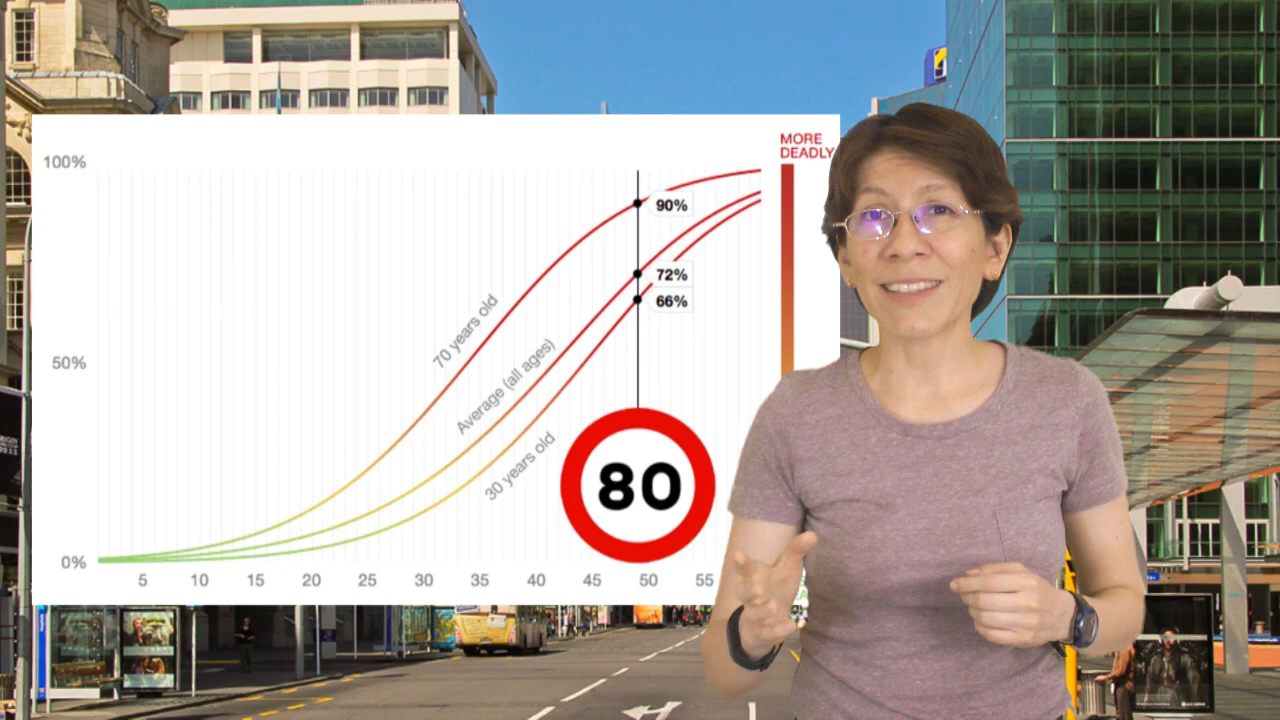 MORE
DEADLY
100%
90%
72%
66%
70 years old
50%
Average (all ages)
30 years old
80
0%
5 10 15 20 25 30 35 40 45 50 55